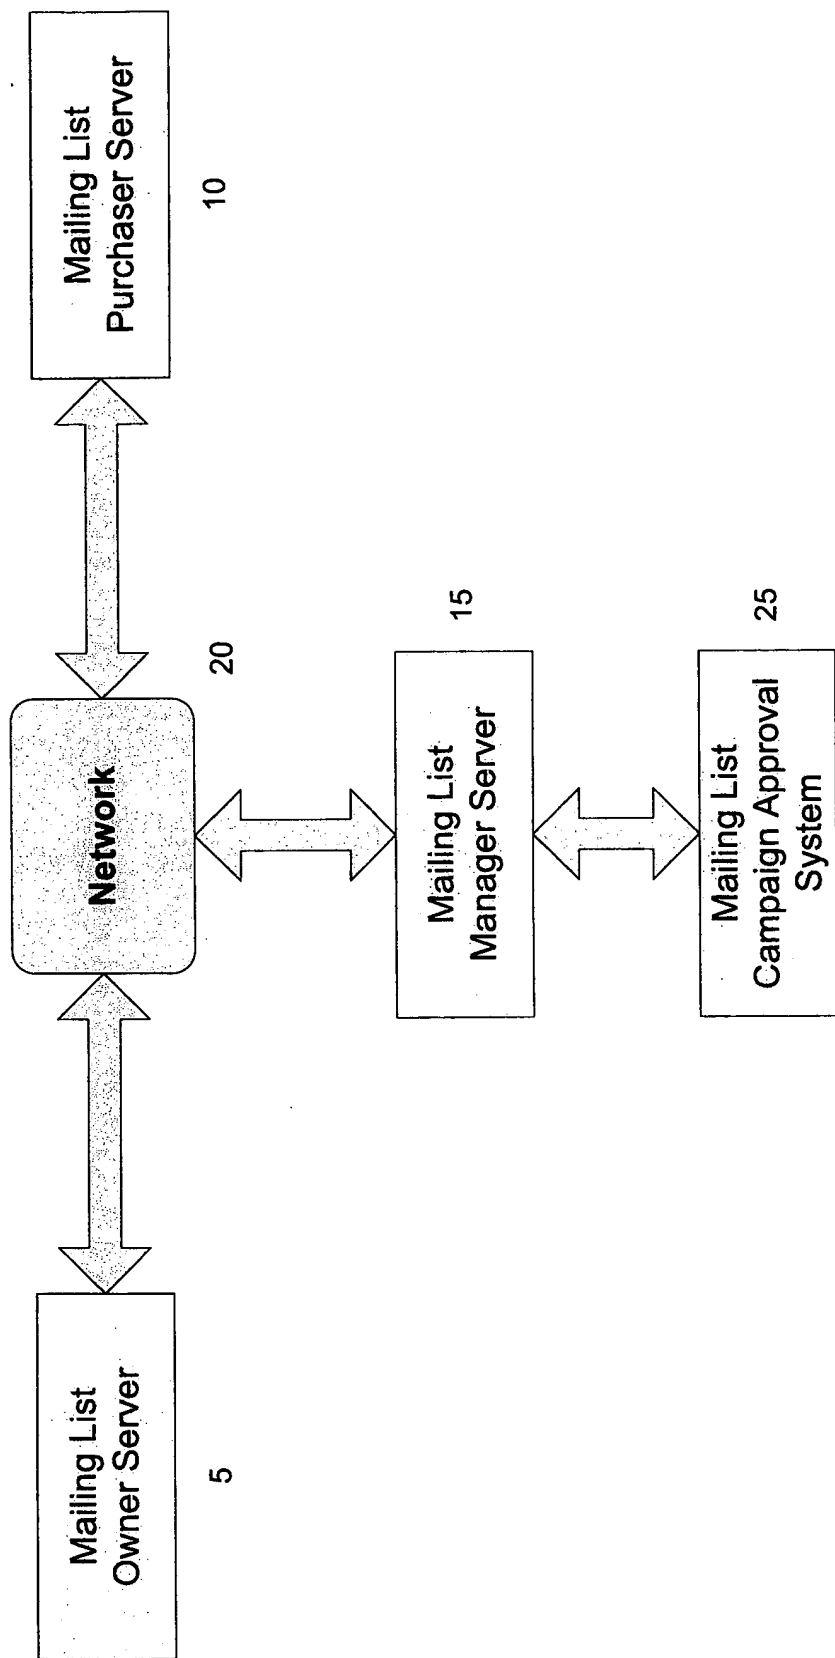 Mailing List
Owner Server
5
Network
20
Mailing List
Purchaser Server
10
Mailing List
Manager Server
15
Mailing List
Campaign Approval
System
25